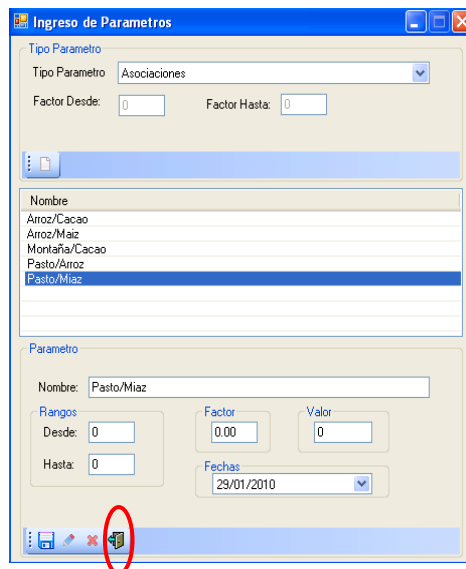 Ingreso de Parametros
Tipo Parametro
Tipo Parametro Asociaciones
Factor Desde: 0 Factor Hasta: 0
Nombre
Arroz/Cacao
Arroz/Maiz
Montaña/Cacao
Pasto/Arroz
Pasto/Miaz
Parametro
Nombre: Pasto/Miaz
Rangos Factor Valor
Desde: 0 0.00 0
Hasta: 0 Fechas
29/01/2010